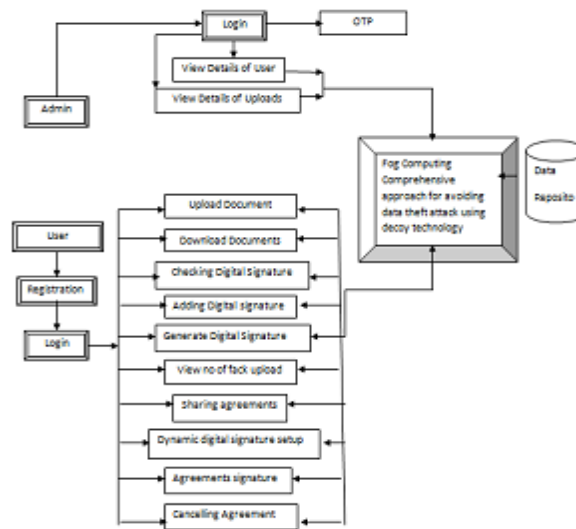 Login
OTP
View Details of User
View Details of Uploads
Admin
Fog Computing
Comprehensive
approach for avoiding
data theft attack using
decoy technology
Data
Reposito
Upload Document
User
Download Documents
Checking Digital Signature
Registration
Adding Digital signature
Login
Generate Digital Signature
View no of fack upload
Sharing agreements
Dynamic digital signature setup
Agreements signature
Cancelling Agreement